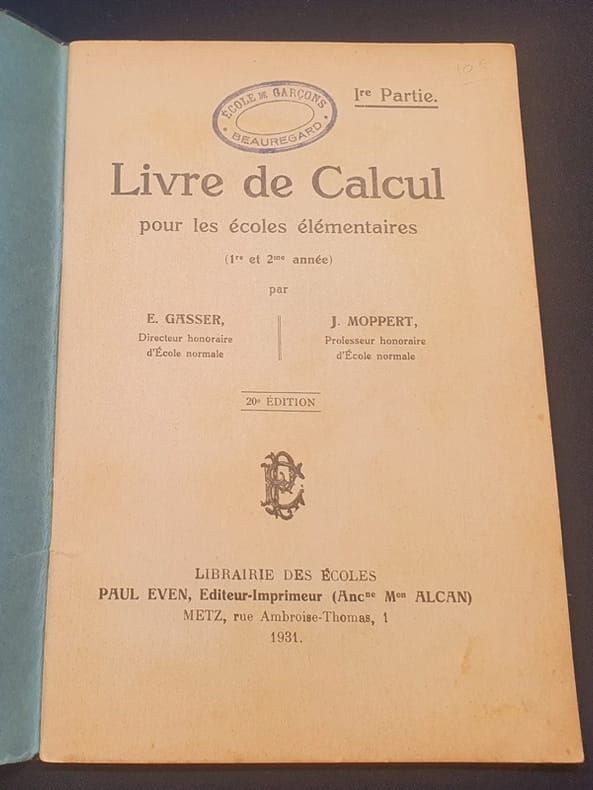 10 €
ÉCOLE DE GARÇONS
• BEAUREGARD •
Iʳᵉ Partie.
Livre de Calcul
pour les écoles élémentaires
(1ʳᵉ et 2ᵐᵉ année)
par
E. GASSER,
Directeur honoraire
d'École normale
J. MOPPERT,
Professeur honoraire
d'École normale
20ᵉ ÉDITION
LIBRAIRIE DES ÉCOLES
PAUL EVEN, Editeur-Imprimeur (Ancⁿᵉ Mᵒⁿ ALCAN)
METZ, rue Ambroise-Thomas, 1
1931.